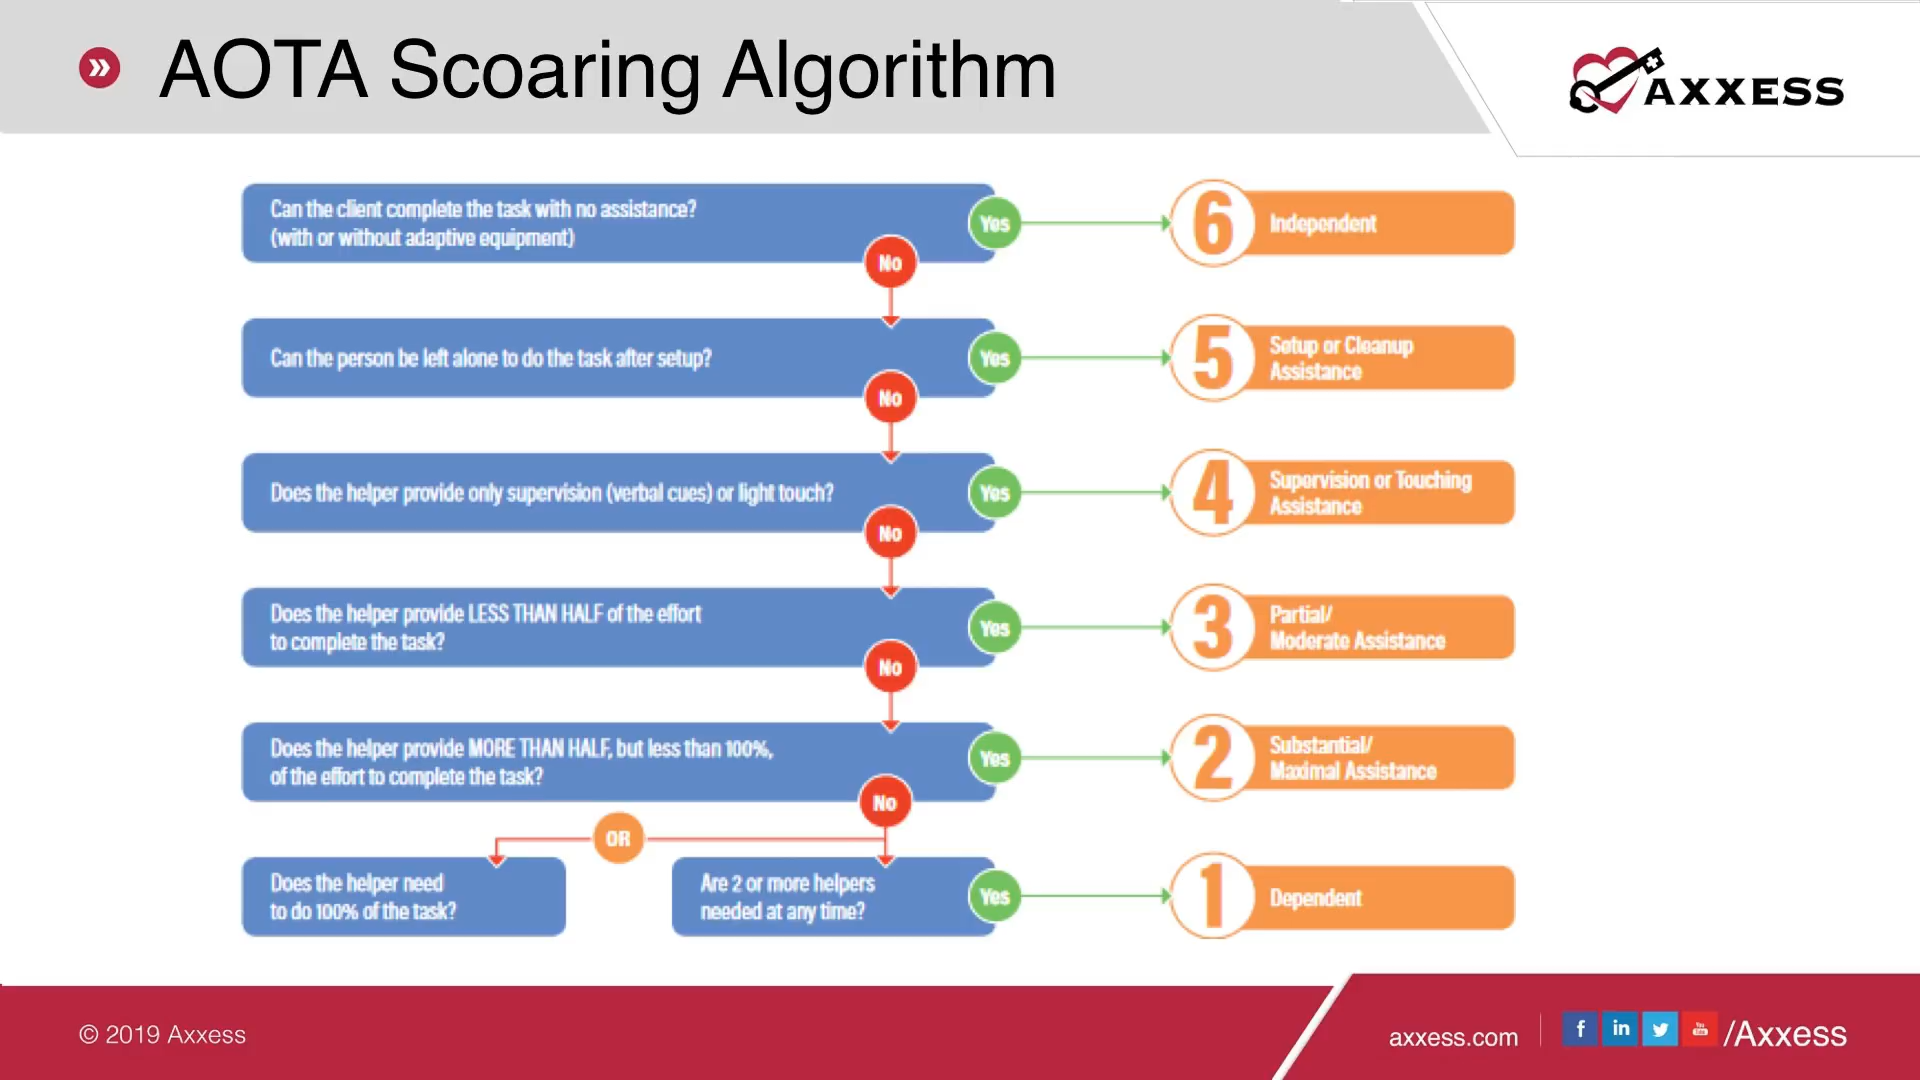 AOTA Scoaring Algorithm
AXXESS
Can the client complete the task with no assistance?
(with or without adaptive equipment)
Yes
6
Independent
No
Can the person be left alone to do the task after setup?
Yes
5
Setup or Cleanup
Assistance
No
Does the helper provide only supervision (verbal cues) or light touch?
Yes
4
Supervision or Touching
Assistance
No
Does the helper provide LESS THAN HALF of the effort
to complete the task?
Yes
3
Partial/
Moderate Assistance
No
Does the helper provide MORE THAN HALF, but less than 100%,
of the effort to complete the task?
Yes
2
Substantial/
Maximal Assistance
No
OR
Does the helper need
to do 100% of the task?
Are 2 or more helpers
needed at any time?
Yes
1
Dependent
© 2019 Axxess
axxess.com
f
in
You Tube
/Axxess